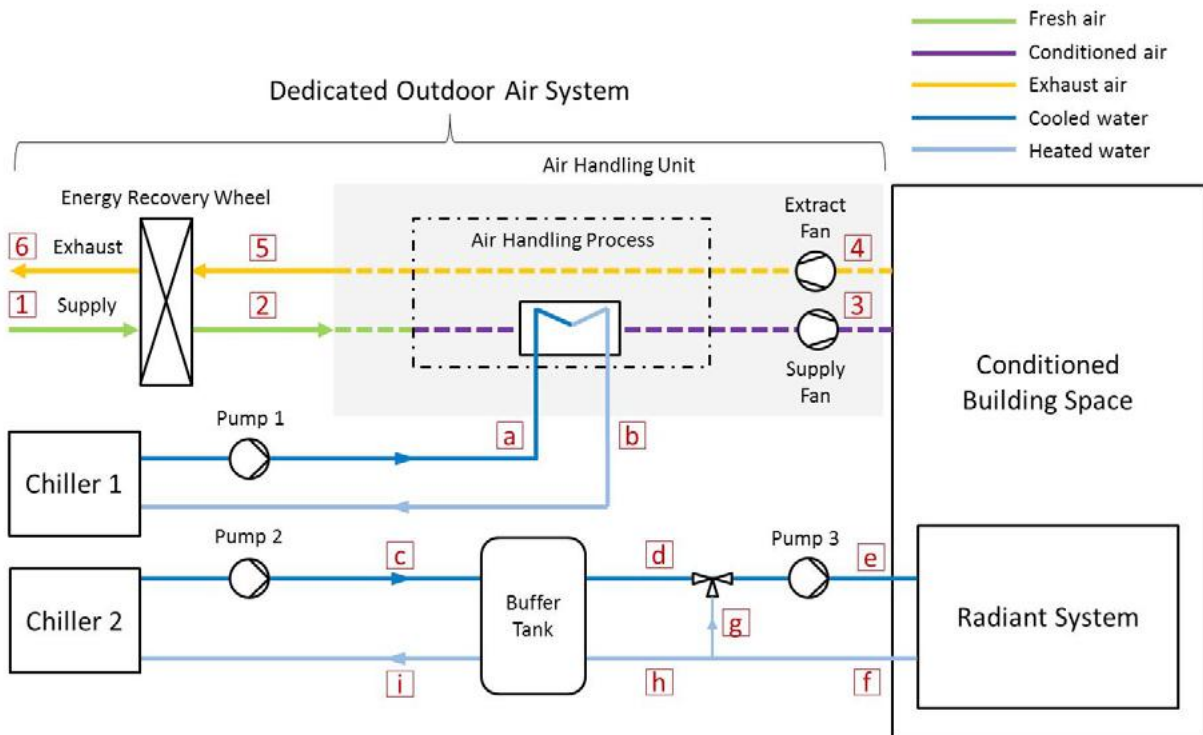 Fresh air
Conditioned air
Exhaust air
Cooled water
Heated water
Dedicated Outdoor Air System
Air Handling Unit
Energy Recovery Wheel
Extract
Fan
Air Handling Process
6 Exhaust 5 4
1 Supply 2 3
Supply
Fan
Conditioned
Building Space
Pump 1
a b
Chiller 1
Pump 2
Pump 3
c d e
Chiller 2
Buffer
Tank
g
Radiant System
i h f